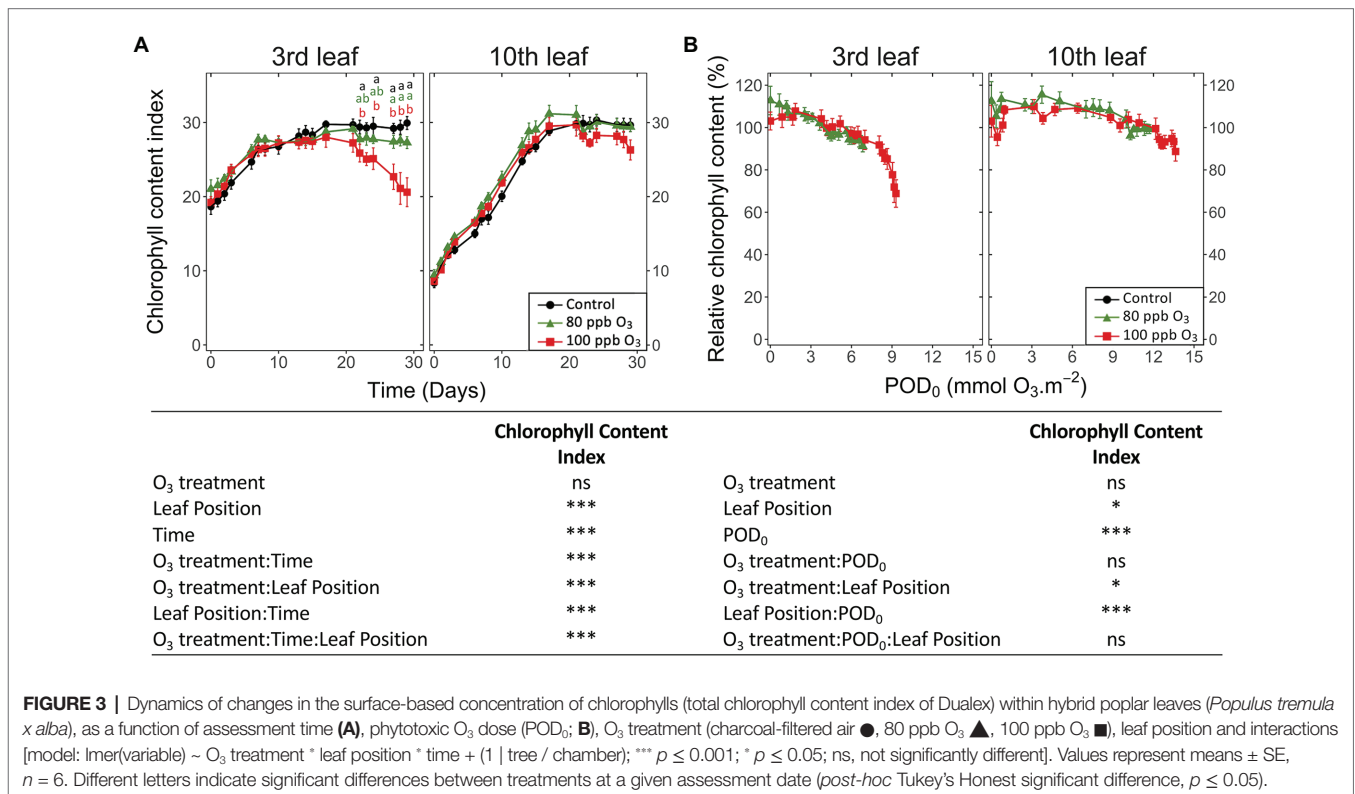 A
B
3rd leaf
10th leaf
3rd leaf
10th leaf
Chlorophyll content index
30
20
10
0
a a a a a
ab ab a a a
b b b b
30
20
10
0
0 10 20 30
0 10 20 30
Time (Days)
Control
80 ppb O₃
100 ppb O₃
Relative chlorophyll content (%)
120
100
80
60
40
20
0
120
100
80
60
40
20
0
0 3 6 9 12 15
0 3 6 9 12 15
POD₀ (mmol O₃.m⁻²)
Control
80 ppb O₃
100 ppb O₃
Chlorophyll Content Index
O₃ treatment ns
Leaf Position ***
Time ***
O₃ treatment:Time ***
O₃ treatment:Leaf Position ***
Leaf Position:Time ***
O₃ treatment:Time:Leaf Position ***
Chlorophyll Content Index
O₃ treatment ns
Leaf Position *
POD₀ ***
O₃ treatment:POD₀ ns
O₃ treatment:Leaf Position *
Leaf Position:POD₀ ***
O₃ treatment:POD₀:Leaf Position ns
FIGURE 3 | Dynamics of changes in the surface-based concentration of chlorophylls (total chlorophyll content index of Dualex) within hybrid poplar leaves (Populus tremula
x alba), as a function of assessment time (A), phytotoxic O₃ dose (POD₀; B), O₃ treatment (charcoal-filtered air ●, 80 ppb O₃ ▲, 100 ppb O₃ ■), leaf position and interactions
[model: lmer(variable) ~ O₃ treatment * leaf position * time + (1 | tree / chamber); *** p ≤ 0.001; * p ≤ 0.05; ns, not significantly different]. Values represent means ± SE,
n = 6. Different letters indicate significant differences between treatments at a given assessment date (post-hoc Tukey's Honest significant difference, p ≤ 0.05).